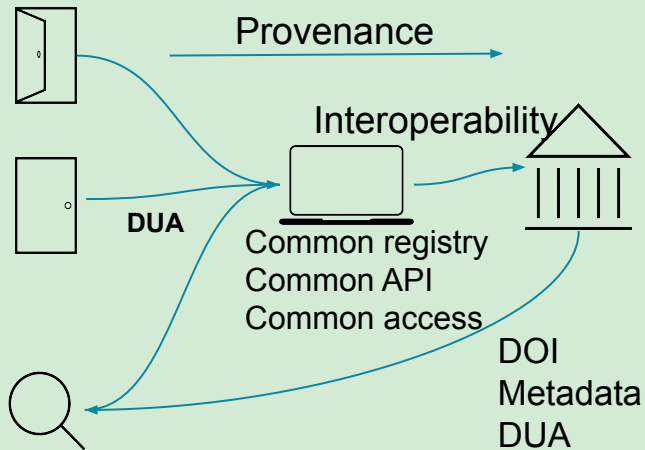 Provenance
Interoperability
DUA
Common registry
Common API
Common access
DOI
Metadata
DUA